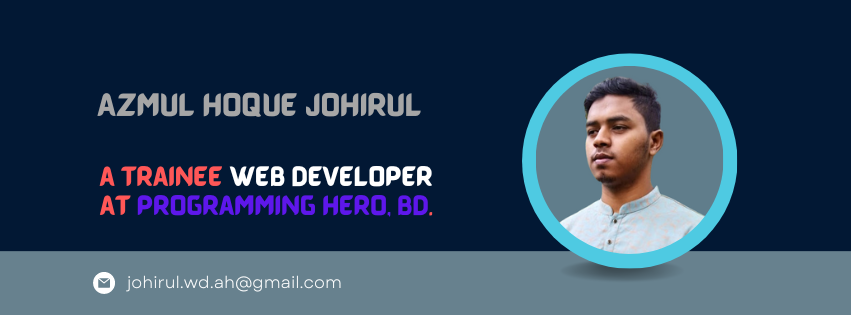 AZMUL HOQUE JOHIRUL
A TRAINEE WEB DEVELOPER
AT PROGRAMMING HERO, BD.
johirul.wd.ah@gmail.com